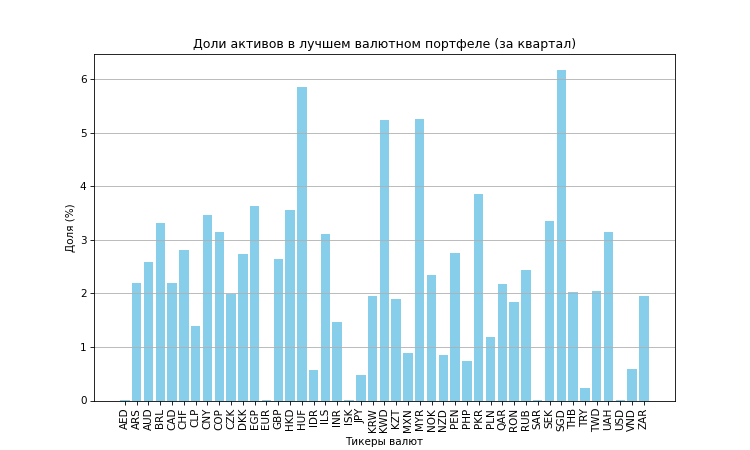 Доли активов в лучшем валютном портфеле (за квартал)
Доля (%)
6
5
4
3
2
1
0
AED ARS AUD BRL CAD CHF CLP CNY COP CZK DKK EGP EUR GBP HKD HUF IDR ILS INR ISK JPY KRW KWD KZT MXN MYR NOK NZD PEN PHP PKR PLN QAR RON RUB SAR SEK SGD THB TRY TWD UAH USD VND ZAR
Тикеры валют